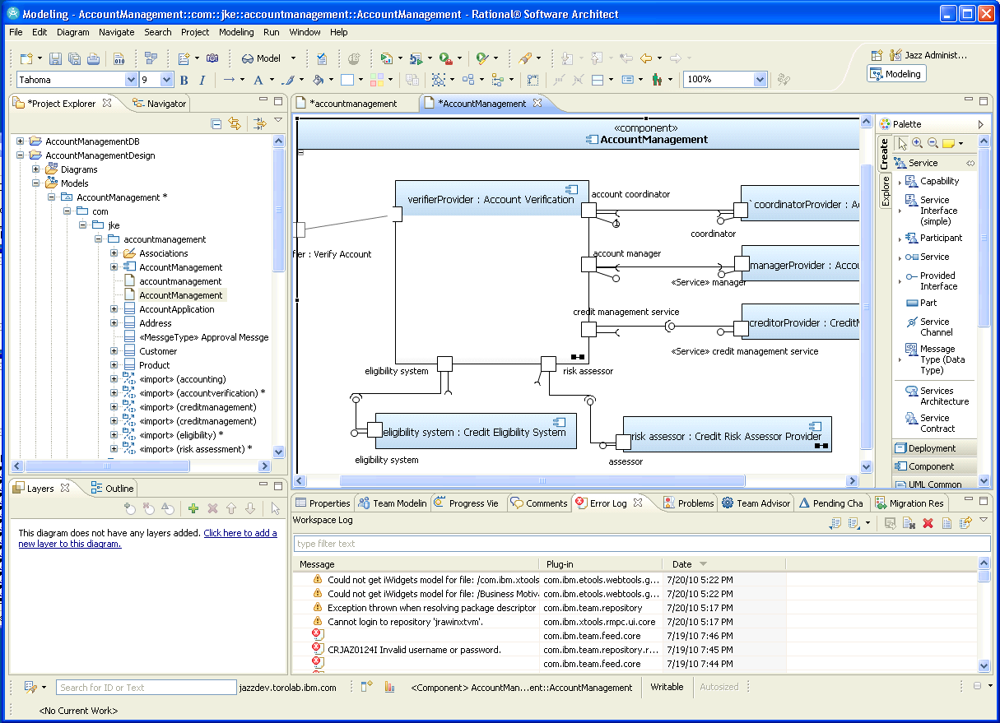 Modeling - AccountManagement::com::jke::accountmanagement::AccountManagement - Rational® Software Architect
File Edit Diagram Navigate Search Project Modeling Run Window Help
Model
Jazz Administ...
Tahoma 9 B I A 100%
Modeling
*Project Explorer Navigator
*accountmanagement *AccountManagement
AccountManagementDB
AccountManagementDesign
Diagrams
Models
AccountManagement *
com
jke
accountmanagement
Associations
AccountManagement
accountmanagement
AccountManagement
AccountApplication
Address
«MessgeType» Approval Messge
Customer
Product
«import» (accounting)
«import» (accountverification) *
«import» (creditmanagement)
«import» (creditmanagement)
«import» (eligibility) *
«import» (risk assessment) *
«component»
AccountManagement
verifierProvider : Account Verification
account coordinator
`coordinatorProvider : Ac
coordinator
fier : Verify Account
account manager
managerProvider : Accou
«Service» manager
credit management service
creditorProvider : CreditM
«Service» credit management service
eligibility system
risk assessor
eligibility system : Credit Eligibility System
risk assessor : Credit Risk Assessor Provider
eligibility system
assessor
Palette
Create
Explore
Service
Capability
Service
Interface
(simple)
Participant
Service
Provided
Interface
Part
Service
Channel
Message
Type (Data
Type)
Services
Architecture
Service
Contract
Deployment
Component
UML Common
Layers Outline
This diagram does not have any layers added. Click here to add a
new layer to this diagram.
Properties Team Modelin Progress Vie Comments Error Log Problems Team Advisor Pending Cha Migration Res
Workspace Log
type filter text
Message Plug-in Date
Could not get iWidgets model for file: /com.ibm.xtools com.ibm.etools.webtools.g... 7/20/10 5:22 PM
Could not get iWidgets model for file: /Business Motiv com.ibm.etools.webtools.g... 7/20/10 5:22 PM
Exception thrown when resolving package descriptor com.ibm.team.repository 7/20/10 5:17 PM
Cannot login to repository 'jrawinxtvm'. com.ibm.xtools.rmpc.ui.core 7/20/10 5:17 PM
com.ibm.team.feed.core 7/19/10 7:46 PM
CRJAZ0124I Invalid username or password. com.ibm.team.repository.r... 7/19/10 7:45 PM
com.ibm.team.feed.core 7/19/10 7:44 PM
Search for ID or Text jazzdev.torolab.ibm.com <Component> AccountMan...ent::AccountManagement Writable Autosized
<No Current Work>